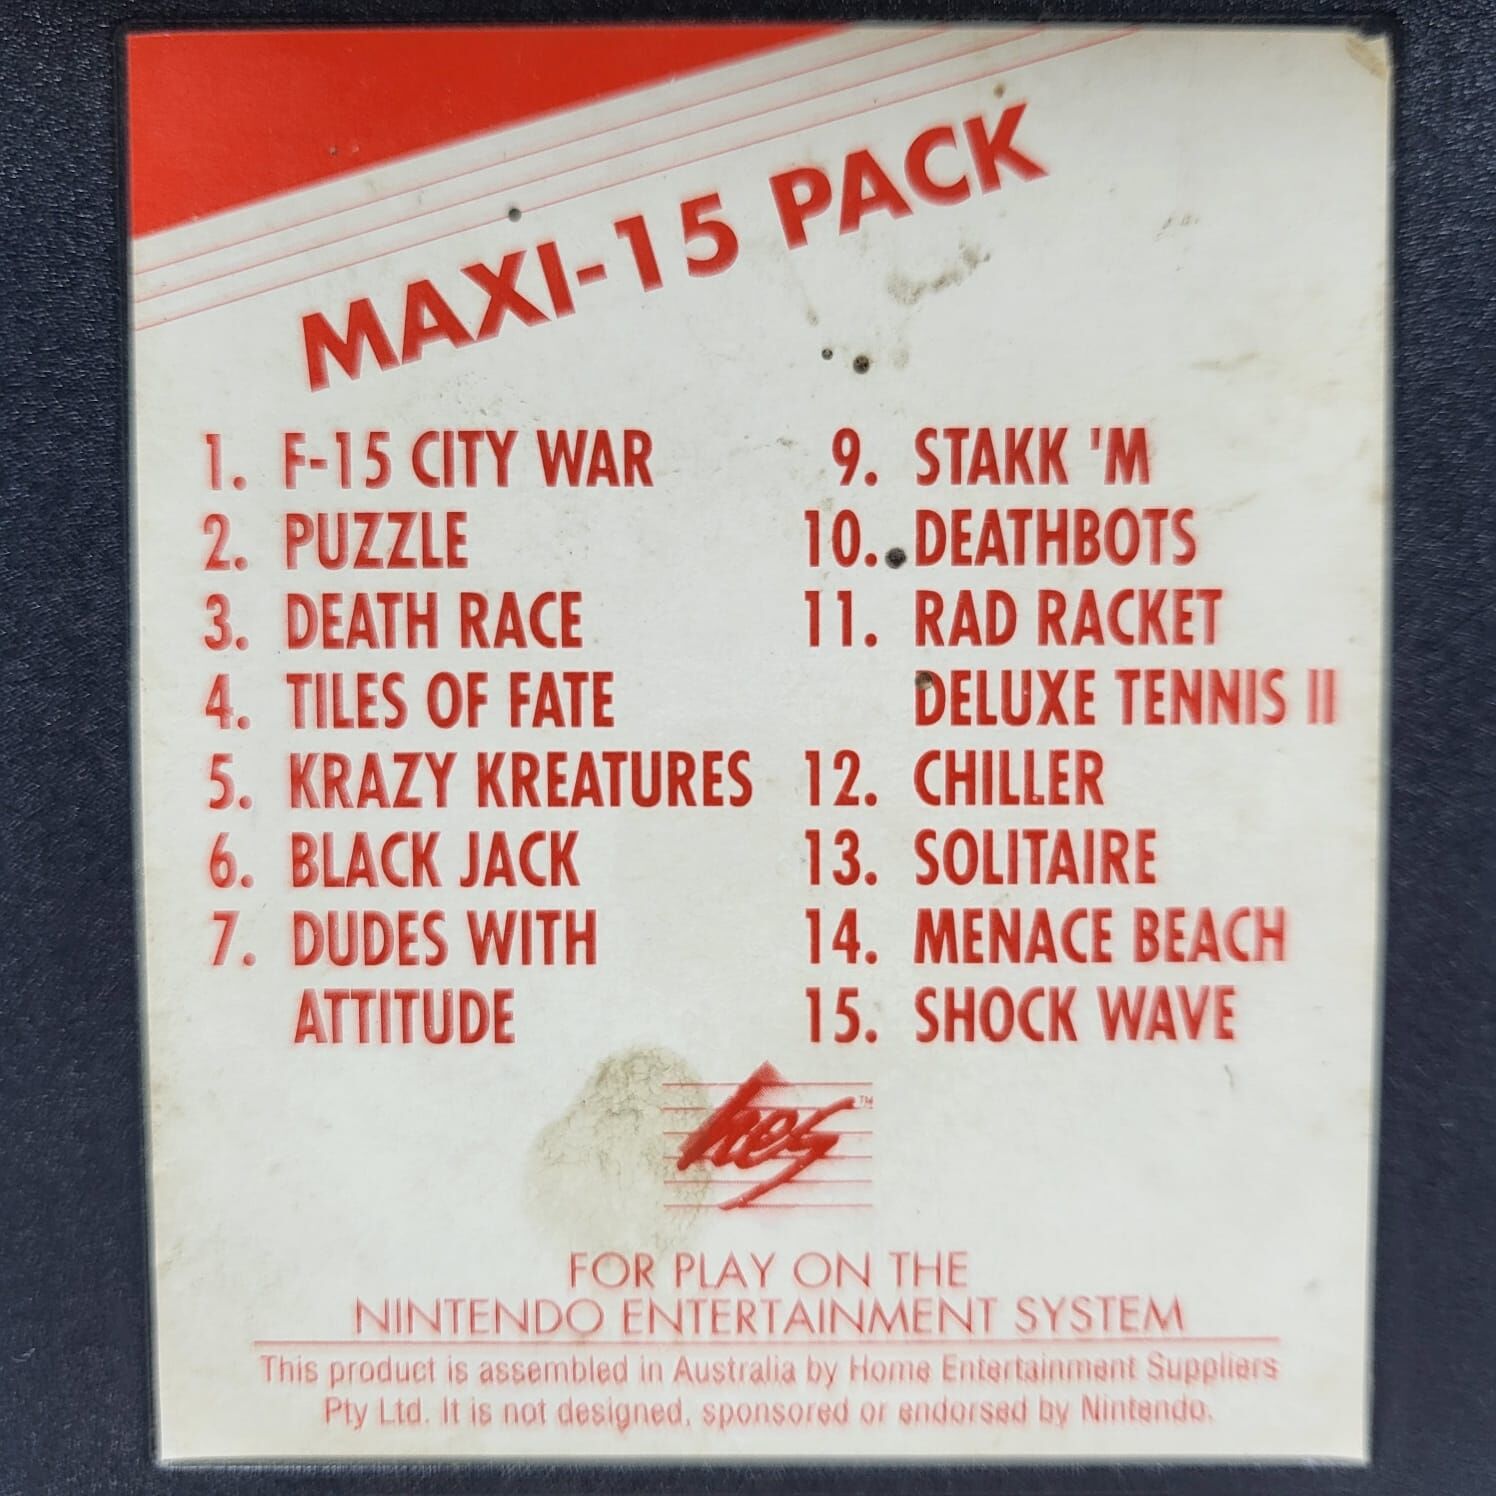 MAXI-15 PACK
1. F-15 CITY WAR
2. PUZZLE
3. DEATH RACE
4. TILES OF FATE
5. KRAZY KREATURES
6. BLACK JACK
7. DUDES WITH
ATTITUDE
9. STAKK 'M
10. DEATHBOTS
11. RAD RACKET
DELUXE TENNIS II
12. CHILLER
13. SOLITAIRE
14. MENACE BEACH
15. SHOCK WAVE
hes™
FOR PLAY ON THE
NINTENDO ENTERTAINMENT SYSTEM
This product is assembled in Australia by Home Entertainment Suppliers
Pty Ltd. It is not designed, sponsored or endorsed by Nintendo.